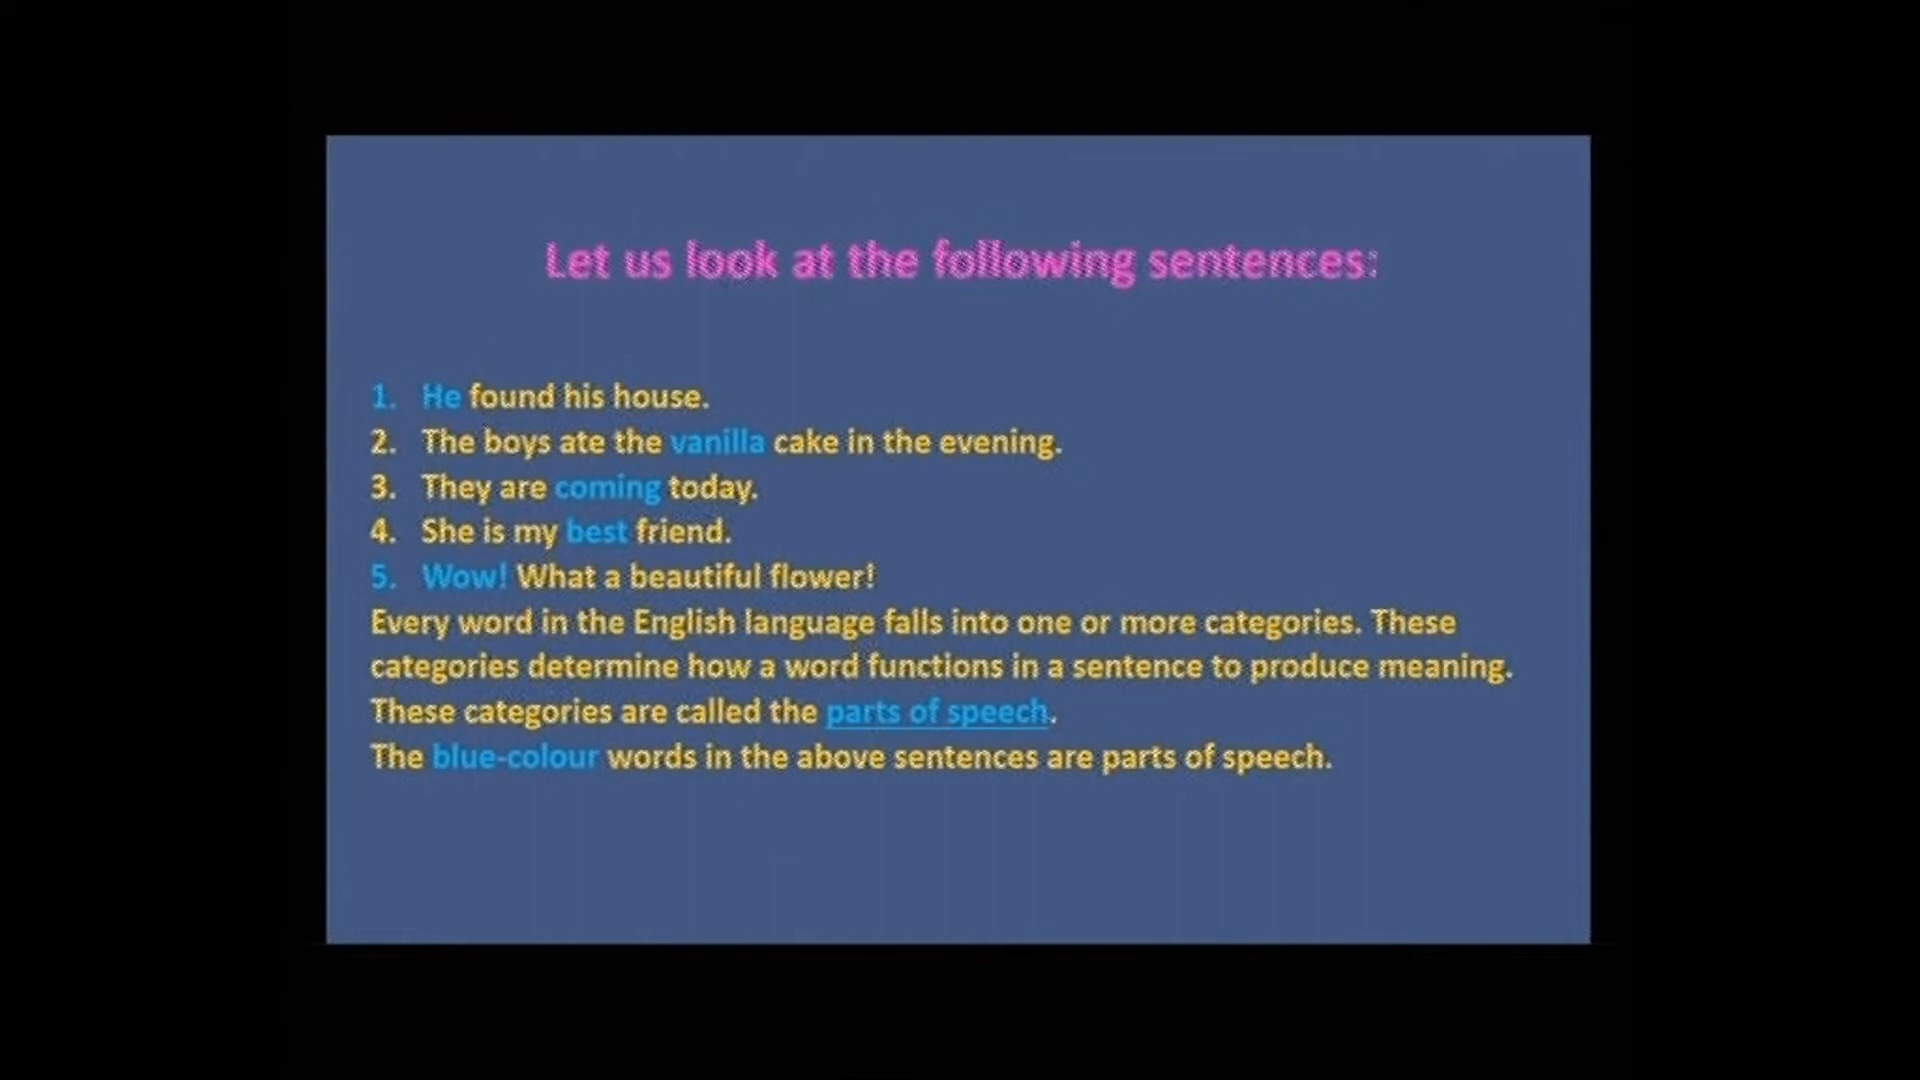 Let us look at the following sentences:
1. He found his house.
2. The boys ate the vanilla cake in the evening.
3. They are coming today.
4. She is my best friend.
5. Wow! What a beautiful flower!
Every word in the English language falls into one or more categories. These
categories determine how a word functions in a sentence to produce meaning.
These categories are called the parts of speech.
The blue-colour words in the above sentences are parts of speech.